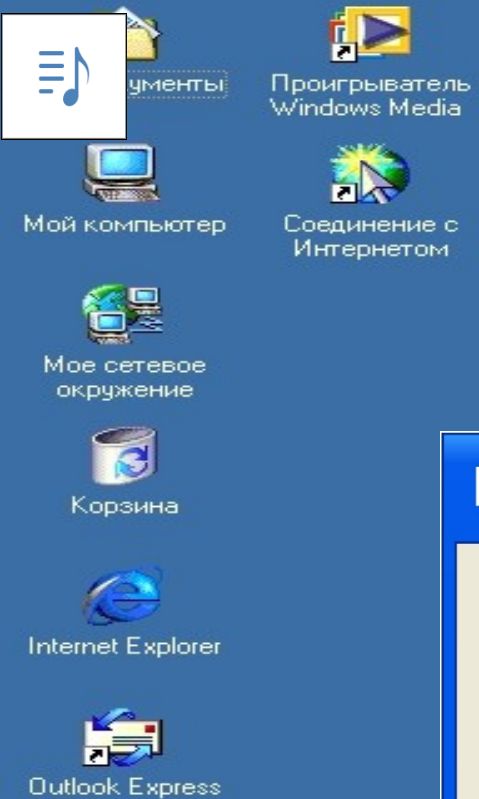 Проигрыватель
Windows Media
Мой компьютер
Соединение с
Интернетом
Мое сетевое
окружение
Корзина
Internet Explorer
Outlook Express